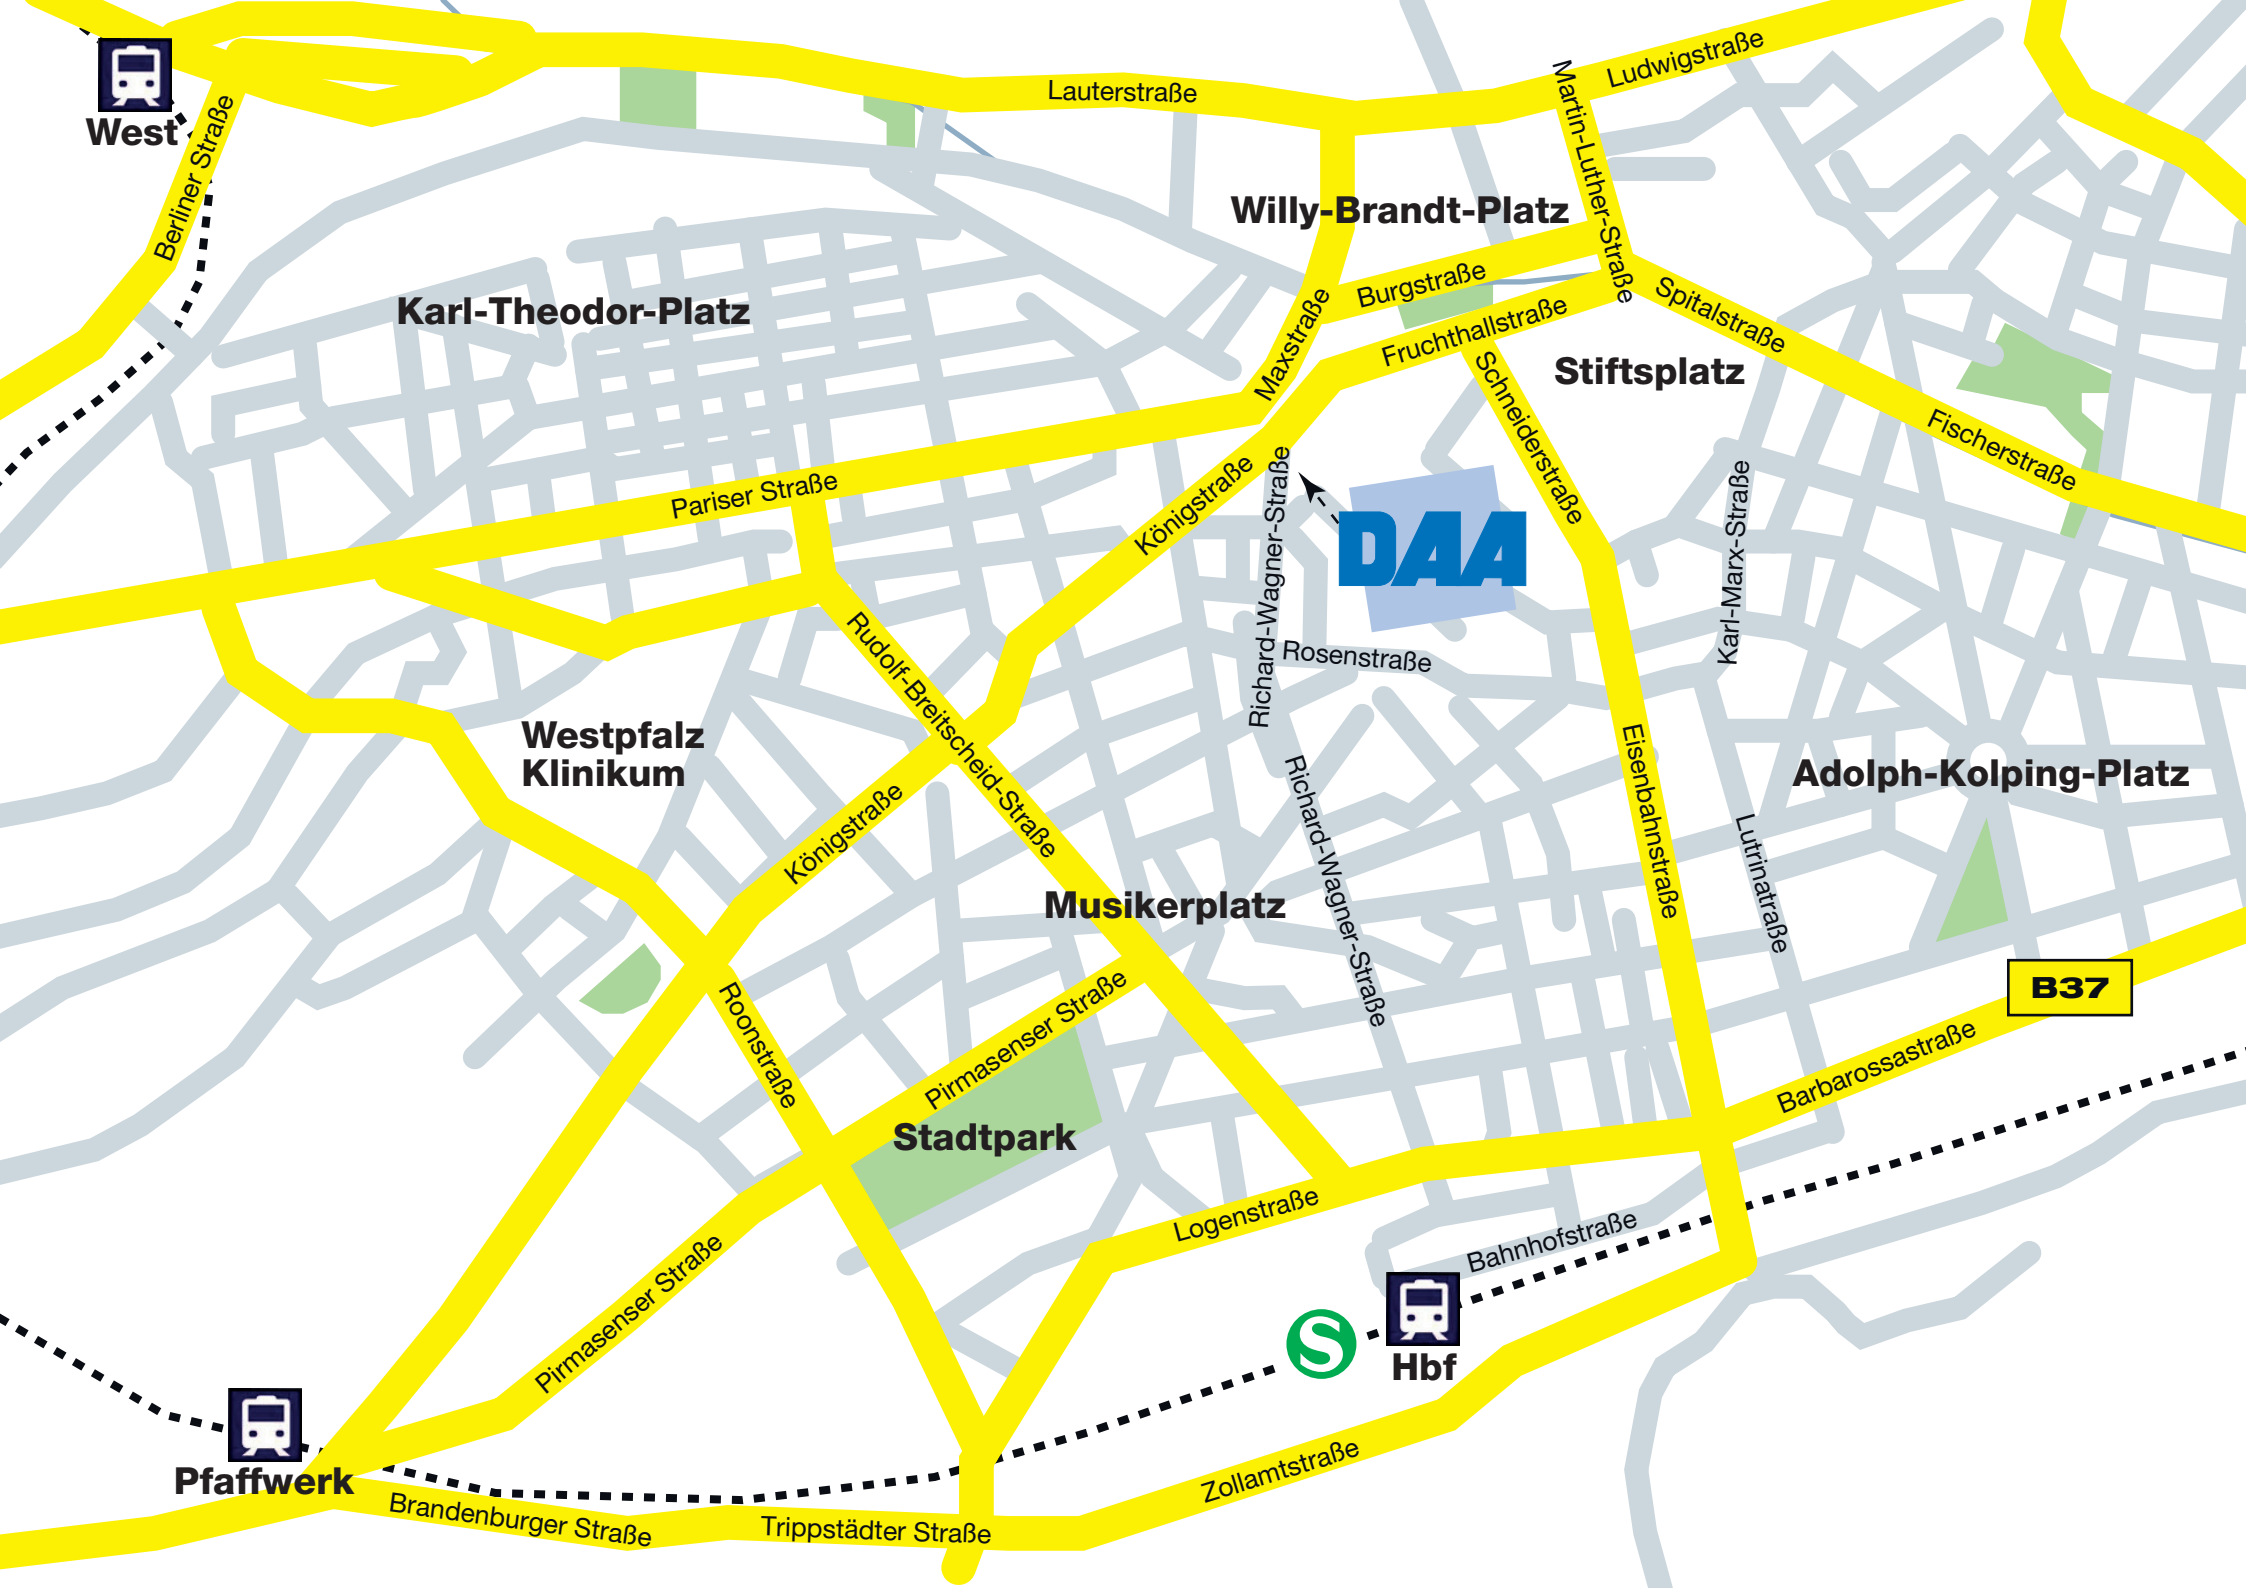 Ludwigstraße
Lauterstraße
Martin-Luther-Straße
West
Berliner Straße
Willy-Brandt-Platz
Burgstraße
Spitalstraße
Karl-Theodor-Platz
Maxstraße
Fruchthallstraße
Stiftsplatz
Schneiderstraße
Fischerstraße
Pariser Straße
Königstraße
Richard-Wagner-Straße
DAA
Karl-Marx-Straße
Rosenstraße
Rudolf-Breitscheid-Straße
Westpfalz
Klinikum
Eisenbahnstraße
Adolph-Kolping-Platz
Königstraße
Richard-Wagner-Straße
Lutrinatraße
Musikerplatz
B37
Roonstraße
Pirmasenser Straße
Barbarossastraße
Stadtpark
Logenstraße
Bahnhofstraße
Pirmasenser Straße
S
Hbf
Pfaffwerk
Zollamtstraße
Brandenburger Straße
Trippstädter Straße